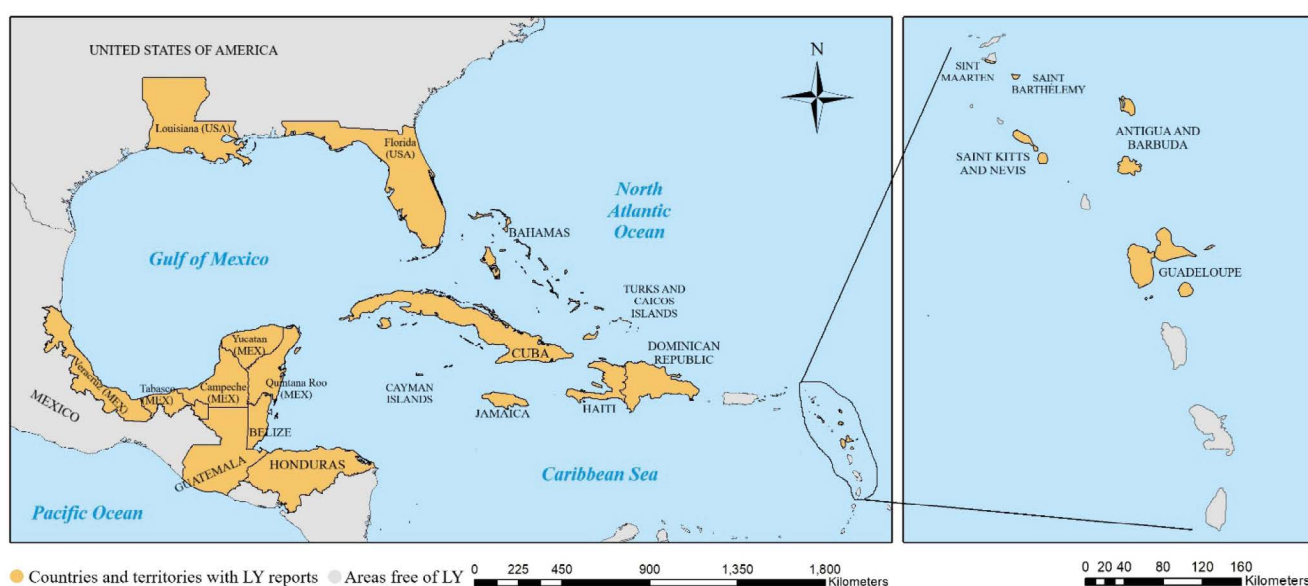 UNITED STATES OF AMERICA
Louisiana (USA)
Florida
(USA)
N
North
Atlantic
Ocean
Gulf of Mexico
BAHAMAS
TURKS AND
CAICOS
ISLANDS
Yucatan
(MEX)
CUBA
DOMINICAN
REPUBLIC
Veracruz (MEX)
Tabasco
(MEX)
Campeche
(MEX)
Quintana Roo
(MEX)
CAYMAN
ISLANDS
JAMAICA
HAITI
MEXICO
BELIZE
GUATEMALA
HONDURAS
Caribbean Sea
Pacific Ocean
SINT
MAARTEN
SAINT
BARTHÉLEMY
SAINT KITTS
AND NEVIS
ANTIGUA AND
BARBUDA
GUADELOUPE
Countries and territories with LY reports
Areas free of LY
0 225 450 900 1,350 1,800
Kilometers
0 20 40 80 120 160
Kilometers